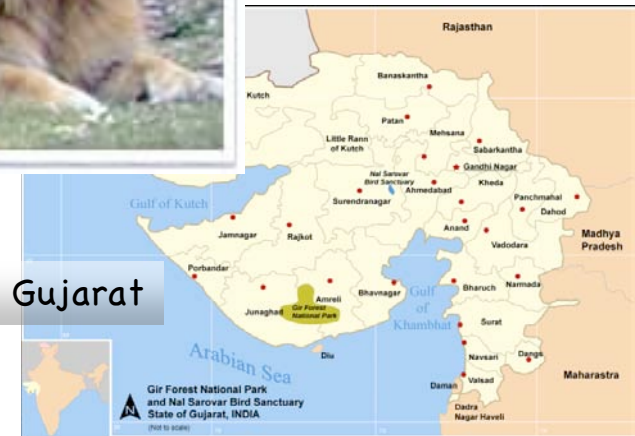 Rajasthan
Banaskantha
Kutch
Patan
Mehsana
Little Rann
of Kutch
Sabarkantha
Gandhi Nagar
Nal Sarovar
Bird Sanctuary
Ahmedabad
Kheda
Panchmahal
Dahod
Surendranagar
Gulf of Kutch
Anand
Jamnagar
Rajkot
Vadodara
Madhya
Pradesh
Porbandar
Gujarat
Amreli
Bhavnagar
Bharuch
Narmada
Junaghad
Gir Forest
National Park
Gulf
of
Khambhat
Surat
Arabian Sea
Diu
Navsari
Dangs
Maharastra
Daman
Valsad
Dadra
Nagar Haveli
N
Gir Forest National Park
and Nal Sarovar Bird Sanctuary
State of Gujarat, INDIA
(Not to scale)